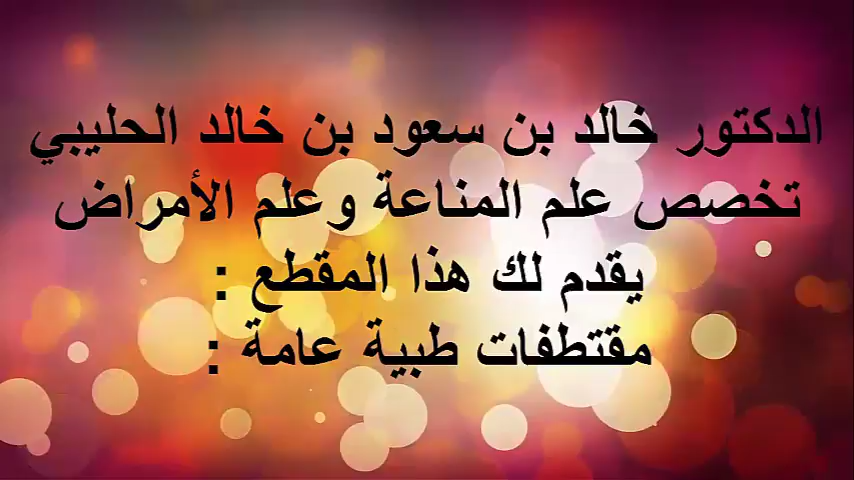 الدكتور خالد بن سعود بن خالد الحليبي
تخصص علم المناعة وعلم الأمراض
يقدم لك هذا المقطع :
مقتطفات طبية عامة :